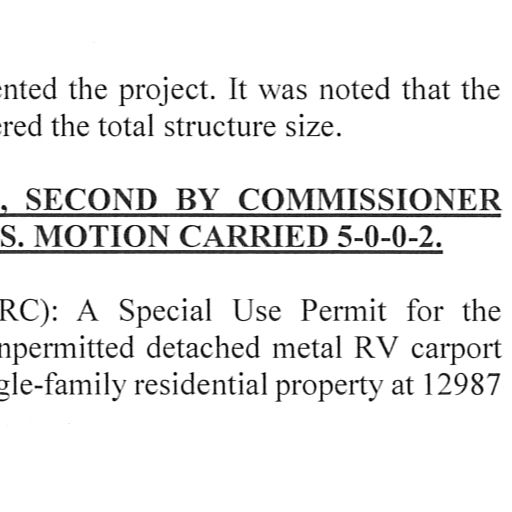 ented the project. It was noted that the
ered the total structure size.
, SECOND BY COMMISSIONER
S. MOTION CARRIED 5-0-0-2.
RC): A Special Use Permit for the
npermitted detached metal RV carport
gle-family residential property at 12987